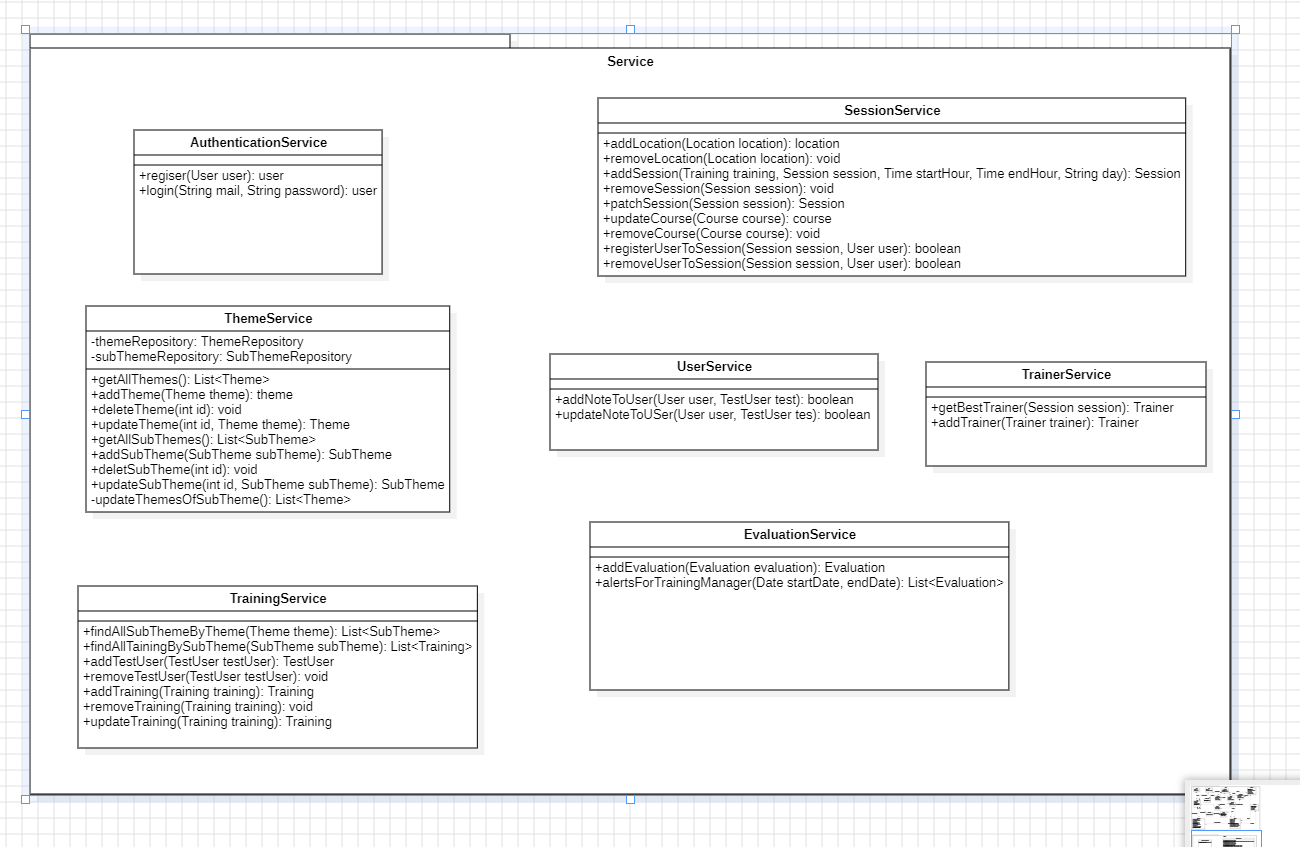 Service
AuthenticationService
+regiser(User user): user
+login(String mail, String password): user
SessionService
+addLocation(Location location): location
+removeLocation(Location location): void
+addSession(Training training, Session session, Time startHour, Time endHour, String day): Session
+removeSession(Session session): void
+patchSession(Session session): Session
+updateCourse(Course course): course
+removeCourse(Course course): void
+registerUserToSession(Session session, User user): boolean
+removeUserToSession(Session session, User user): boolean
ThemeService
-themeRepository: ThemeRepository
-subThemeRepository: SubThemeRepository
+getAllThemes(): List<Theme>
+addTheme(Theme theme): theme
+deleteTheme(int id): void
+updateTheme(int id, Theme theme): Theme
+getAllSubThemes(): List<SubTheme>
+addSubTheme(SubTheme subTheme): SubTheme
+deletSubTheme(int id): void
+updateSubTheme(int id, SubTheme subTheme): SubTheme
-updateThemesOfSubTheme(): List<Theme>
UserService
+addNoteToUser(User user, TestUser test): boolean
+updateNoteToUSer(User user, TestUser tes): boolean
TrainerService
+getBestTrainer(Session session): Trainer
+addTrainer(Trainer trainer): Trainer
EvaluationService
+addEvaluation(Evaluation evaluation): Evaluation
+alertsForTrainingManager(Date startDate, endDate): List<Evaluation>
TrainingService
+findAllSubThemeByTheme(Theme theme): List<SubTheme>
+findAllTainingBySubTheme(SubTheme subTheme): List<Training>
+addTestUser(TestUser testUser): TestUser
+removeTestUser(TestUser testUser): void
+addTraining(Training training): Training
+removeTraining(Training training): void
+updateTraining(Training training): Training